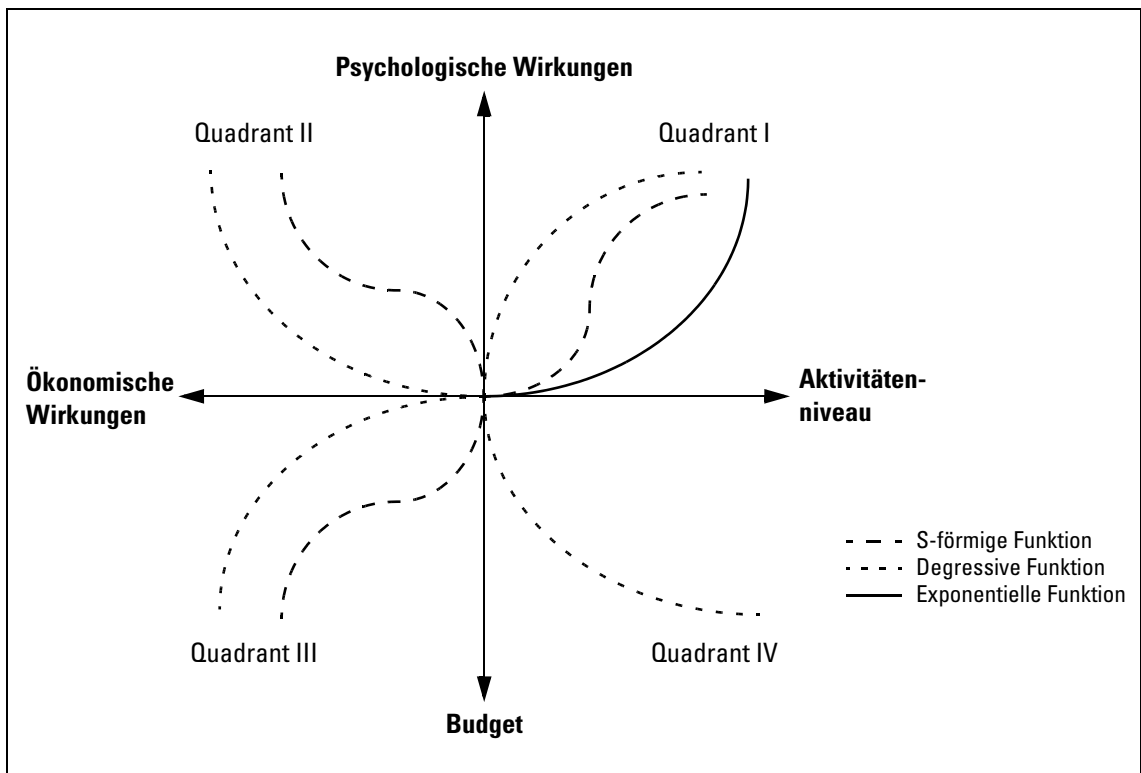 Psychologische Wirkungen
Quadrant II
Quadrant I
Ökonomische
Wirkungen
Aktivitäten-
niveau
S-förmige Funktion
Degressive Funktion
Exponentielle Funktion
Quadrant III
Quadrant IV
Budget